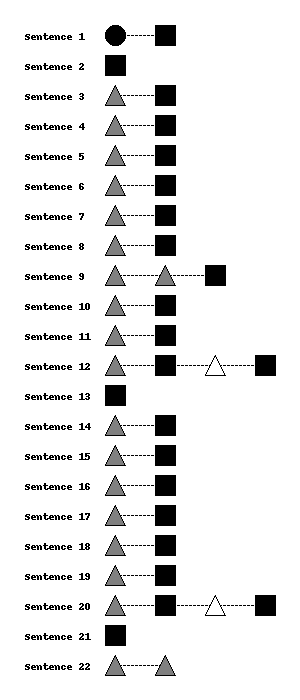 Sentence 1
Sentence 2
Sentence 3
Sentence 4
Sentence 5
Sentence 6
Sentence 7
Sentence 8
Sentence 9
Sentence 10
Sentence 11
Sentence 12
Sentence 13
Sentence 14
Sentence 15
Sentence 16
Sentence 17
Sentence 18
Sentence 19
Sentence 20
Sentence 21
Sentence 22